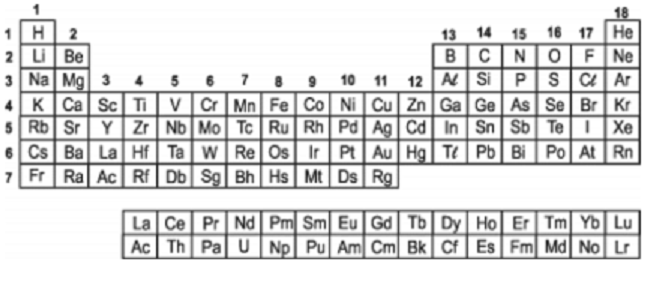 1 18
1 H 2 13 14 15 16 17 He
2 Li Be B C N O F Ne
3 Na Mg 3 4 5 6 7 8 9 10 11 12 Aℓ Si P S Cℓ Ar
4 K Ca Sc Ti V Cr Mn Fe Co Ni Cu Zn Ga Ge As Se Br Kr
5 Rb Sr Y Zr Nb Mo Tc Ru Rh Pd Ag Cd In Sn Sb Te I Xe
6 Cs Ba La Hf Ta W Re Os Ir Pt Au Hg Tℓ Pb Bi Po At Rn
7 Fr Ra Ac Rf Db Sg Bh Hs Mt Ds Rg
La Ce Pr Nd Pm Sm Eu Gd Tb Dy Ho Er Tm Yb Lu
Ac Th Pa U Np Pu Am Cm Bk Cf Es Fm Md No Lr